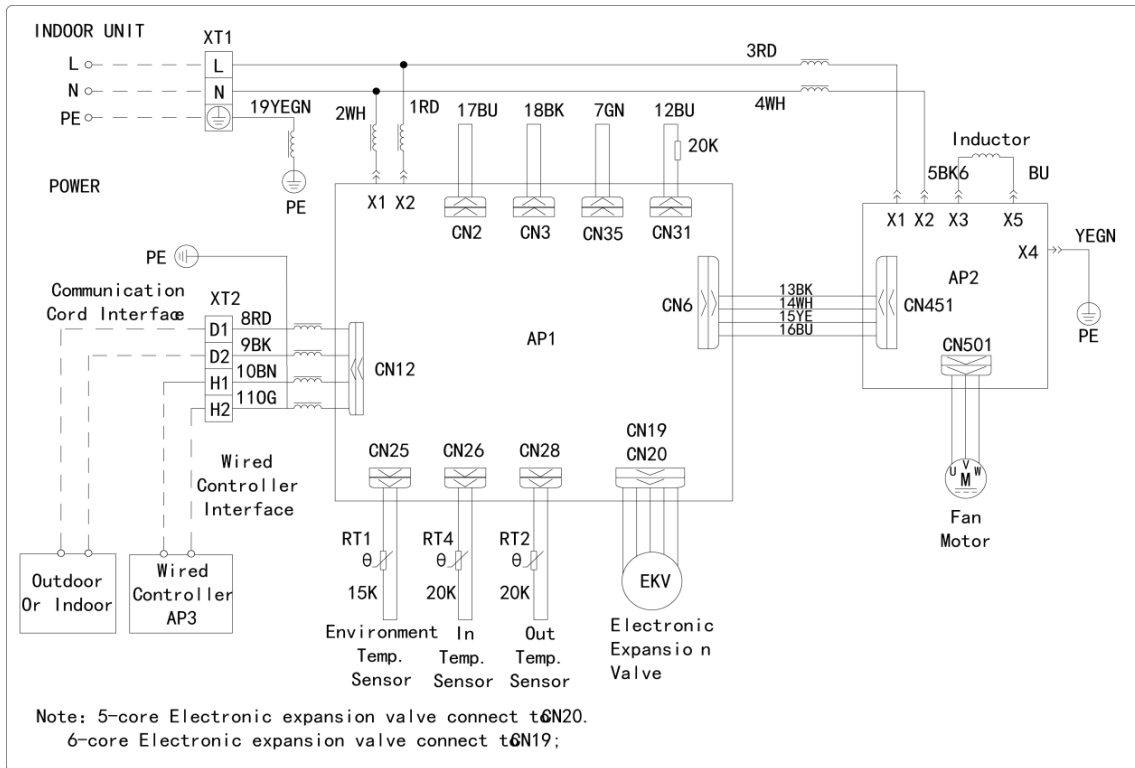 INDOOR UNIT
XT1
L
N
PE
L
N
19YEGN
PE
POWER
2WH
1RD
17BU
18BK
7GN
12BU
20K
3RD
4WH
Inductor
5BK6
BU
X1 X2
CN2
CN3
CN35
CN31
X1 X2 X3 X5
X4
YEGN
PE
AP2
PE
Communication
Cord Interface
XT2
D1
D2
H1
H2
8RD
9BK
10BN
11OG
CN12
AP1
CN6
13BK
14WH
15YE
16BU
CN451
CN501
U V W
M
Fan
Motor
Wired
Controller
Interface
CN25
CN26
CN28
CN19
CN20
RT1
θ
15K
RT4
θ
20K
RT2
θ
20K
EKV
Outdoor
Or Indoor
Wired
Controller
AP3
Environment
Temp.
Sensor
In
Temp.
Sensor
Out
Temp.
Sensor
Electronic
Expansion
Valve
Note: 5-core Electronic expansion valve connect to CN20.
6-core Electronic expansion valve connect to CN19;